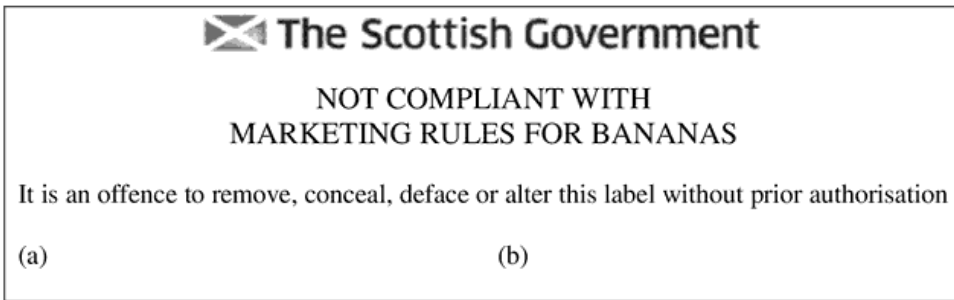 The Scottish Government
NOT COMPLIANT WITH
MARKETING RULES FOR BANANAS
It is an offence to remove, conceal, deface or alter this label without prior authorisation
(a) (b)